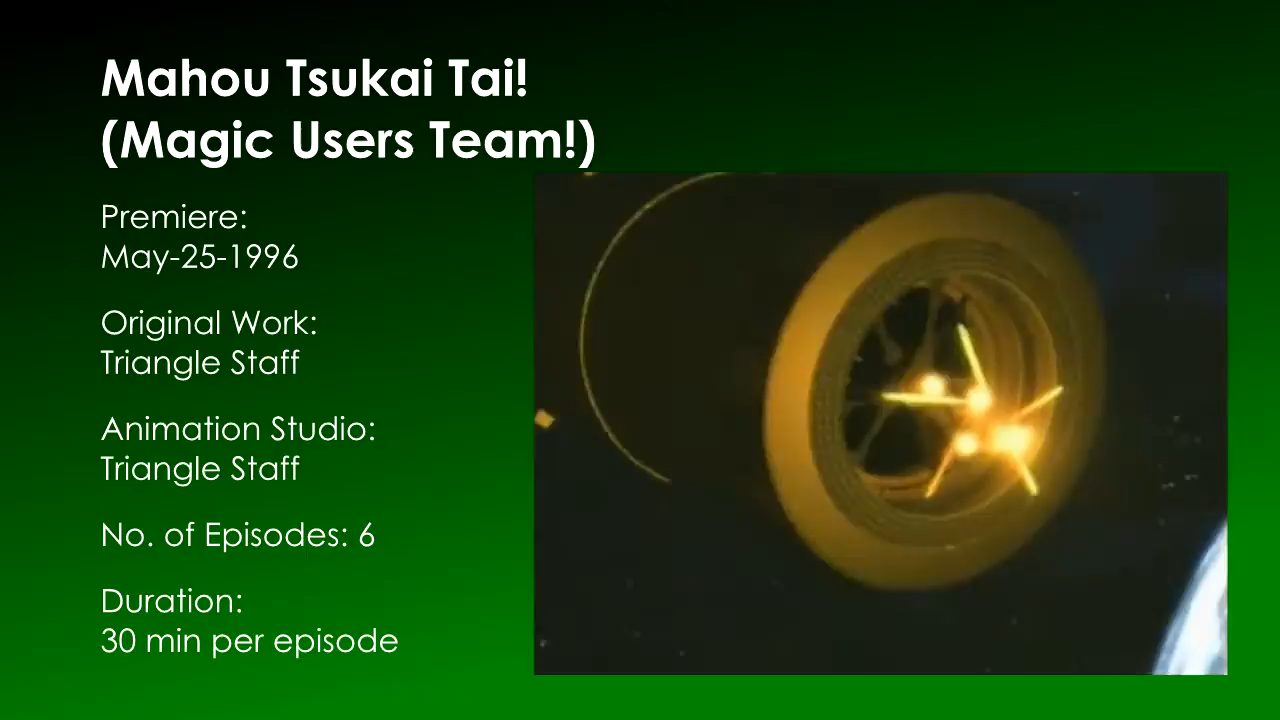 Mahou Tsukai Tai!
(Magic Users Team!)
Premiere:
May-25-1996
Original Work:
Triangle Staff
Animation Studio:
Triangle Staff
No. of Episodes: 6
Duration:
30 min per episode